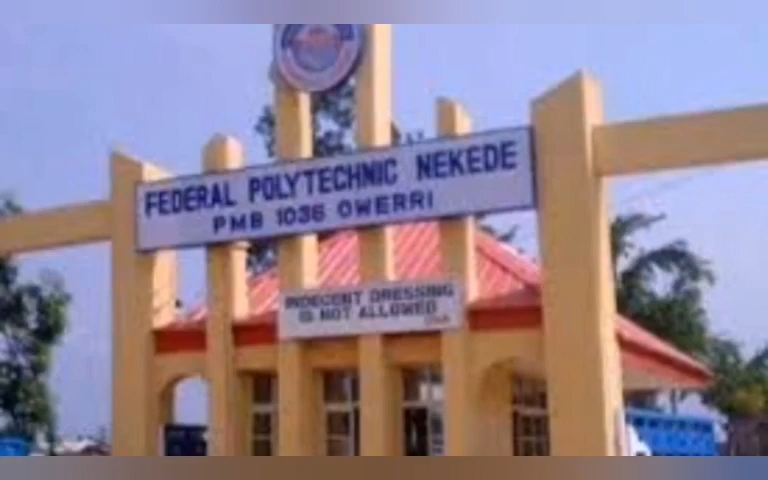 FEDERAL POLYTECHNIC NEKEDE
PMB 1036 OWERRI
INDECENT DRESSING
IS NOT ALLOWED